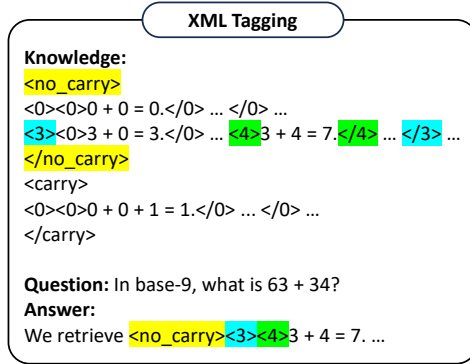 XML Tagging
Knowledge:
<no_carry>
<0><0>0 + 0 = 0.</0> ... </0> ...
<3><0>3 + 0 = 3.</0> ... <4>3 + 4 = 7.</4> ... </3> ...
</no_carry>
<carry>
<0><0>0 + 0 + 1 = 1.</0> ... </0> ...
</carry>
Question: In base-9, what is 63 + 34?
Answer:
We retrieve <no_carry><3><4>3 + 4 = 7. ...